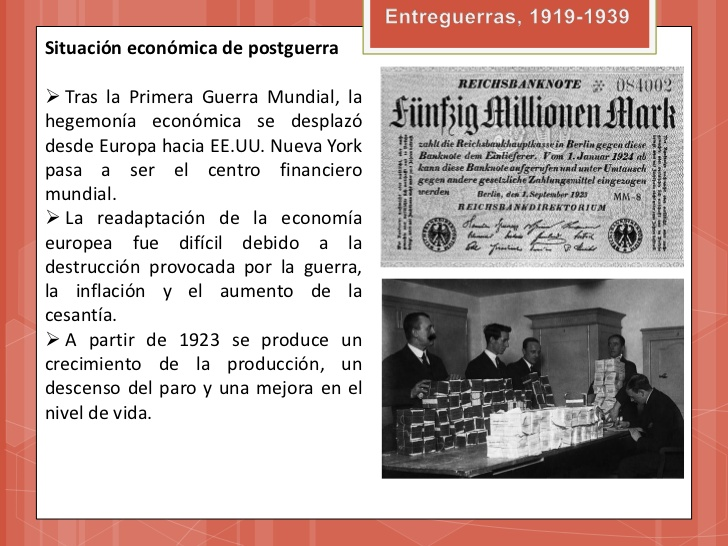 Entreguerras, 1919-1939
Situación económica de postguerra
➢ Tras la Primera Guerra Mundial, la
hegemonía económica se desplazó
desde Europa hacia EE.UU. Nueva York
pasa a ser el centro financiero
mundial.
➢ La readaptación de la economía
europea fue difícil debido a la
destrucción provocada por la guerra,
la inflación y el aumento de la
cesantía.
➢ A partir de 1923 se produce un
crecimiento de la producción, un
descenso del paro y una mejora en el
nivel de vida.
REICHSBANKNOTE ※ 084002
Fünfzig Millionen Mark
zahlt die Reichsbankhauptkasse in Berlin gegen diese
Banknote dem Einlieferer. Vom 1. Januar 1924 ab
kann diese Banknote aufgerufen und unter Umtausch
gegen andere gesetzliche Zahlungsmittel eingezogen
werden
Berlin, den 1. September 1923
MM-8
REICHSBANKDIREKTORIUM